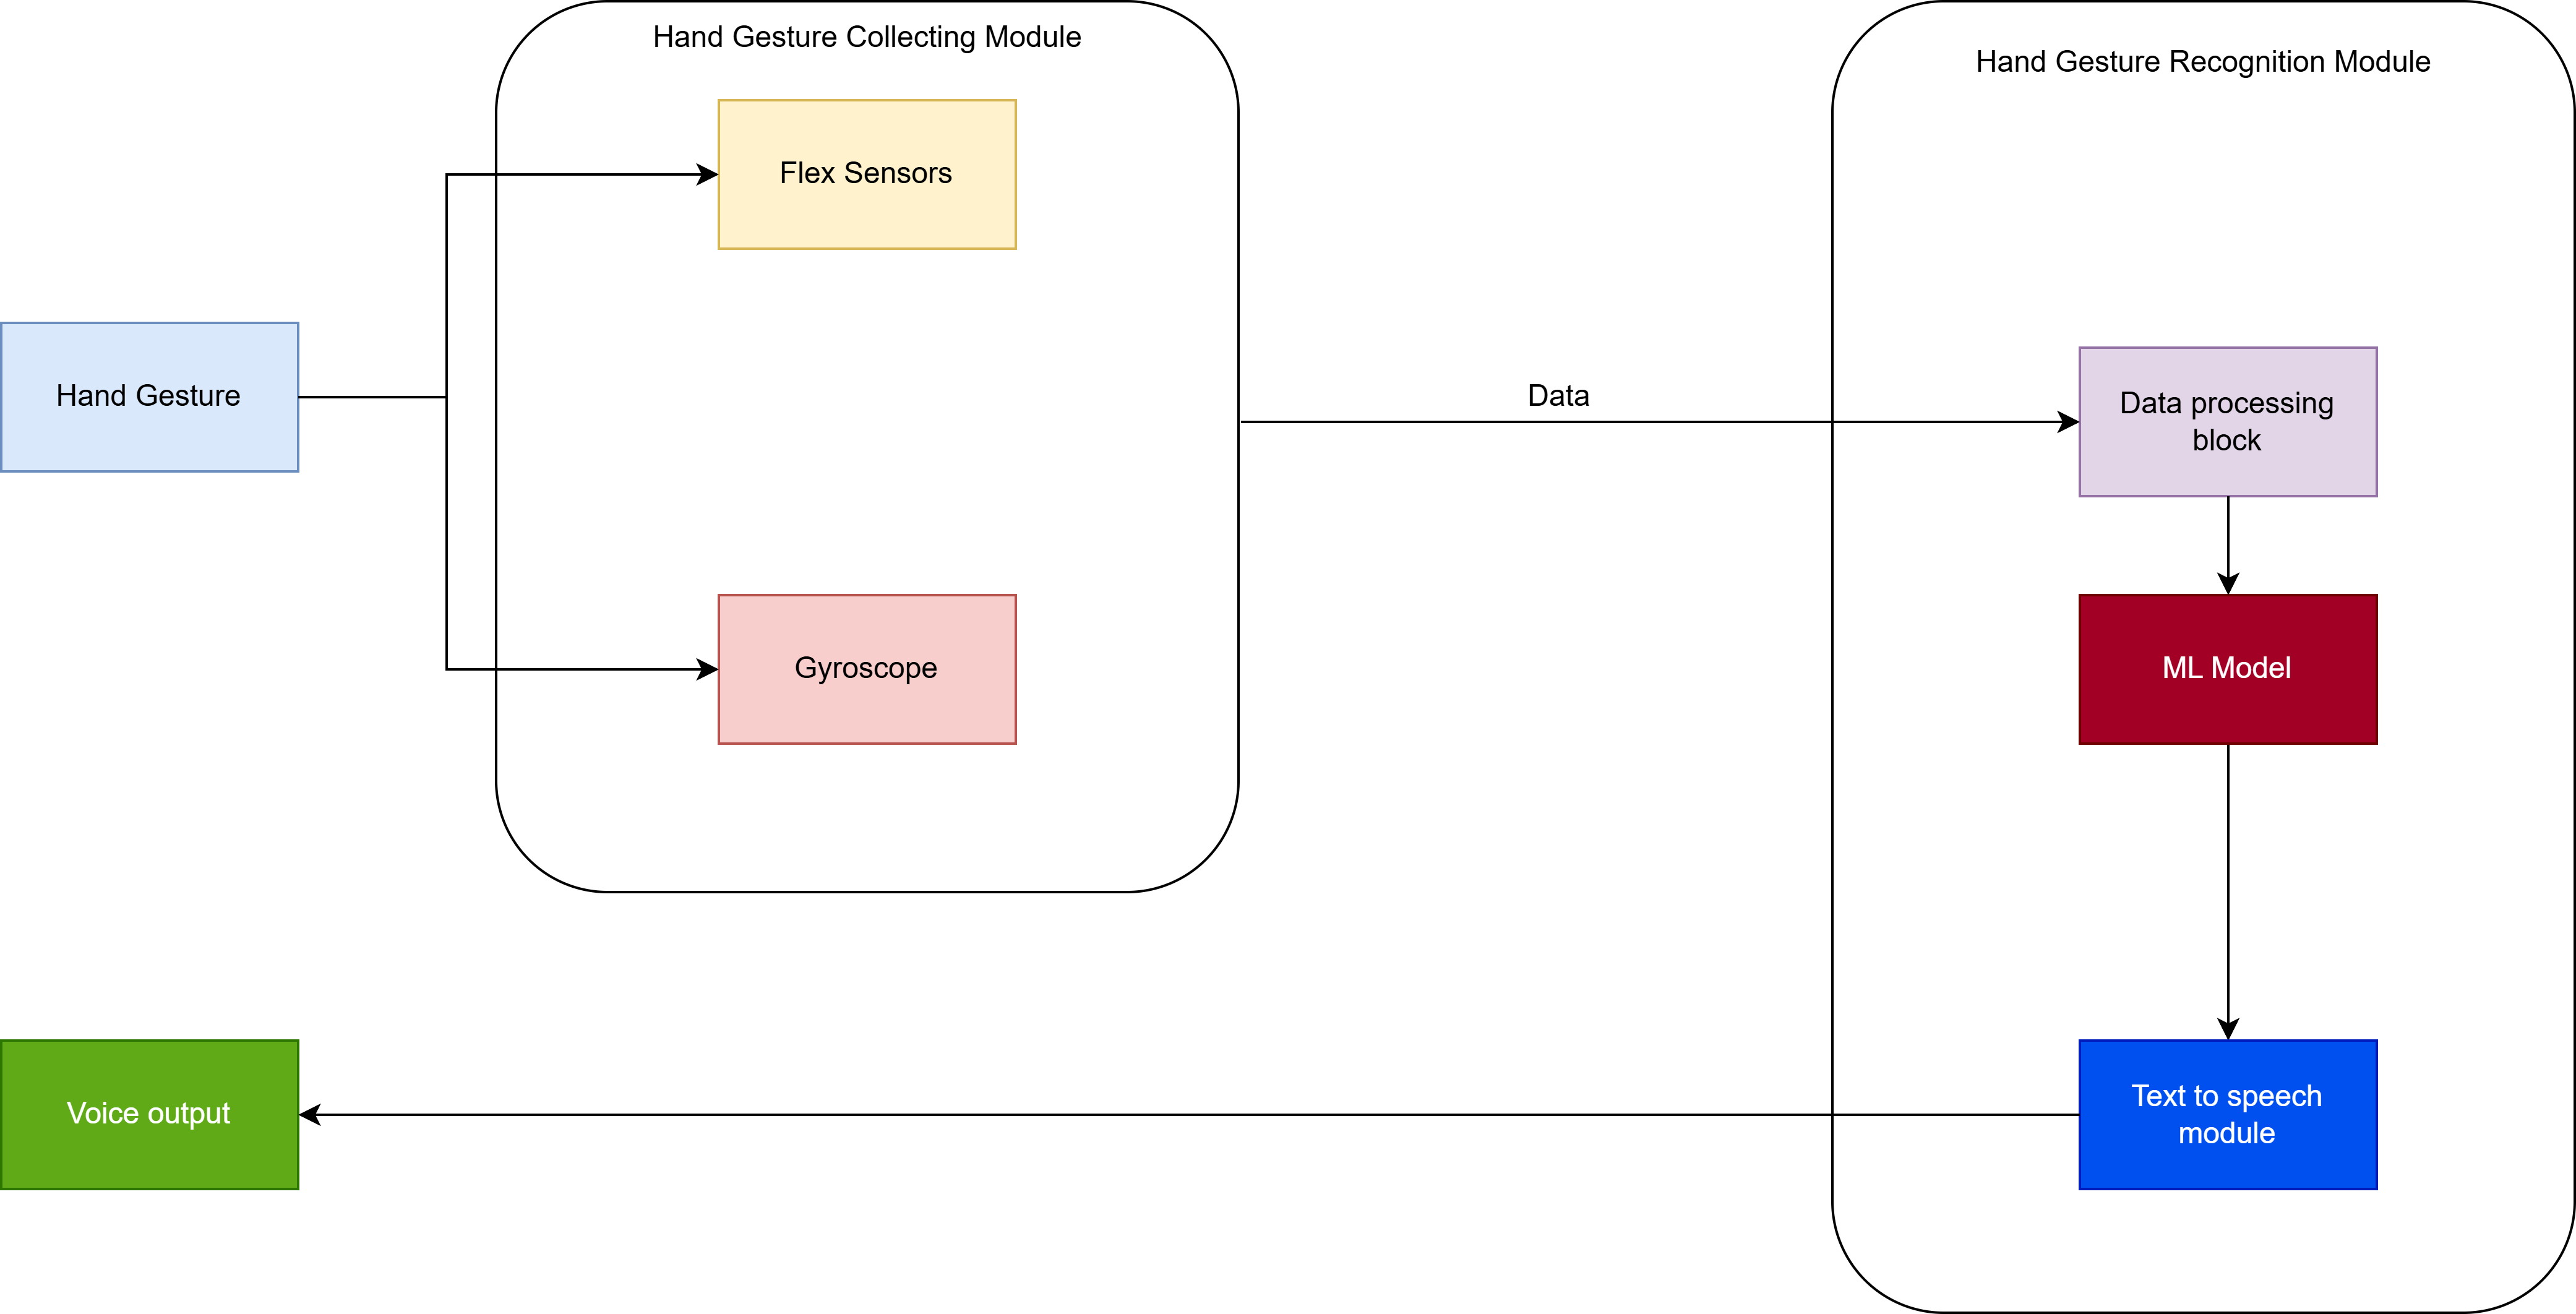 Hand Gesture Collecting Module
Hand Gesture Recognition Module
Flex Sensors
Hand Gesture
Data
Data processing
block
Gyroscope
ML Model
Voice output
Text to speech
module